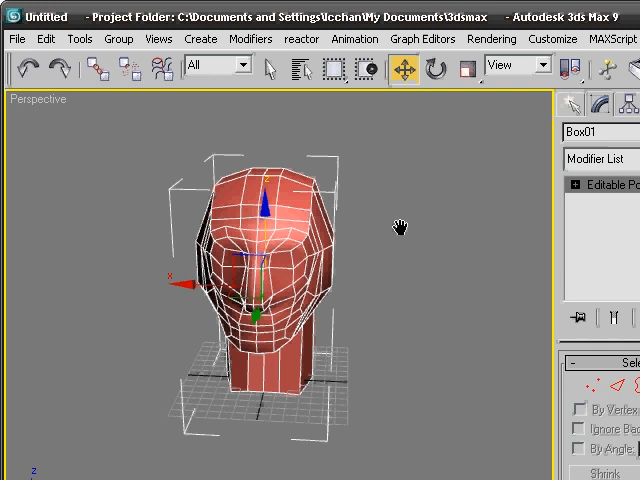 Untitled - Project Folder: C:\Documents and Settings\Icchan\My Documents\3dsmax - Autodesk 3ds Max 9
File Edit Tools Group Views Create Modifiers reactor Animation Graph Editors Rendering Customize MAXScript
All View
Perspective
Box01
Modifier List
Editable Po
z
x
Sele
By Vertex
Ignore Bac
By Angle:
Shrink
z